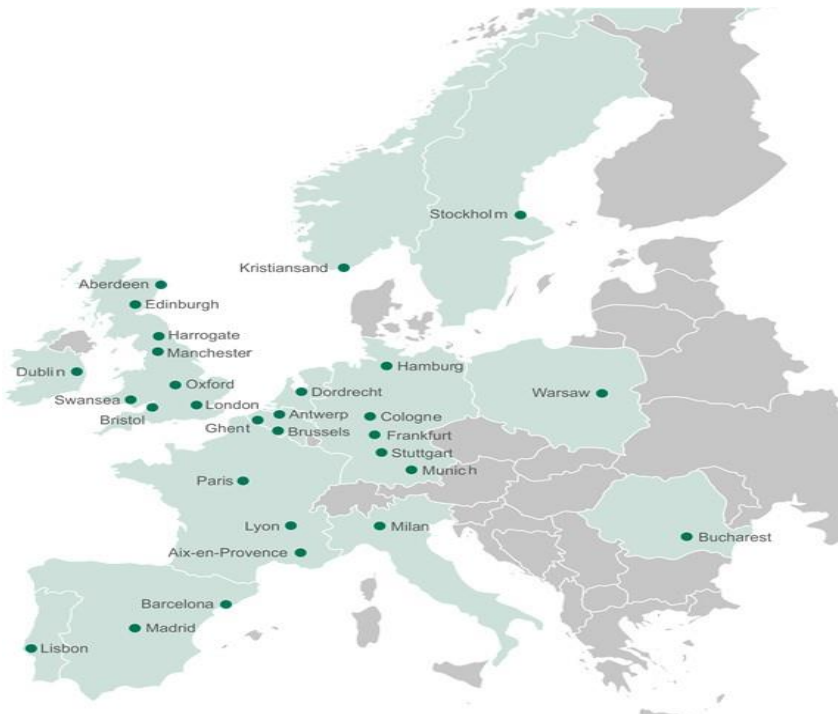 Stockholm
Kristiansand
Aberdeen
Edinburgh
Harrogate
Manchester
Dublin
Hamburg
Oxford
Dordrecht
Warsaw
Swansea
London
Bristol
Antwerp
Cologne
Ghent
Brussels
Frankfurt
Stuttgart
Munich
Paris
Lyon
Milan
Bucharest
Aix-en-Provence
Barcelona
Madrid
Lisbon